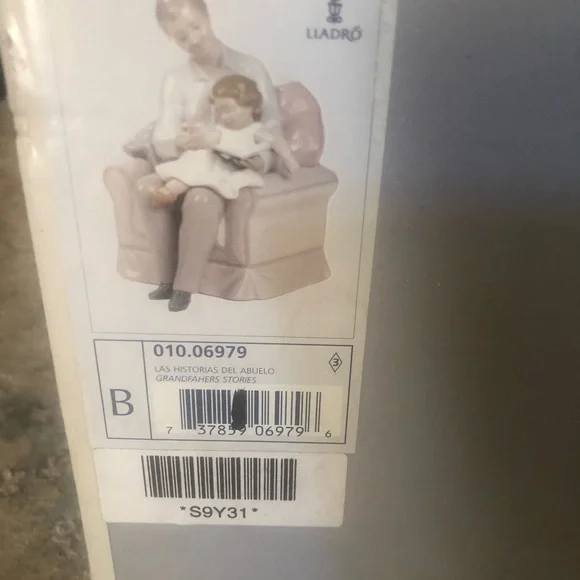 LLADRÓ
010.06979
LAS HISTORIAS DEL ABUELO
GRANDFAHERS STORIES
3
B
7 37859 06979 6
*S9Y31*